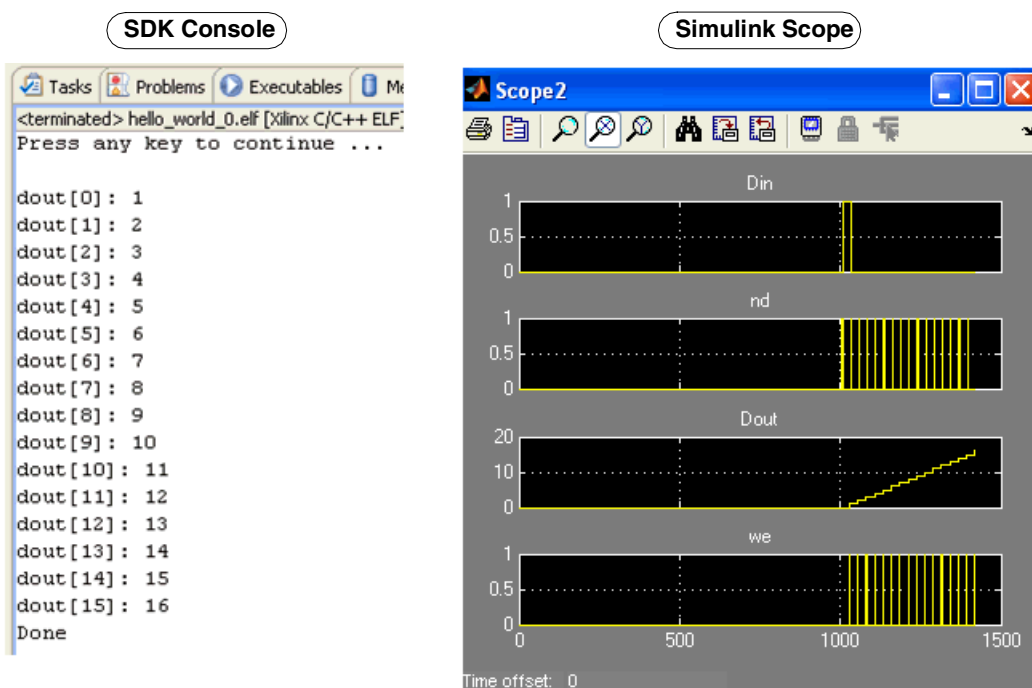 SDK Console
Simulink Scope
Tasks Problems Executables Me
<terminated> hello_world_0.elf [Xilinx C/C++ ELF]
Press any key to continue ...
dout[0]: 1
dout[1]: 2
dout[2]: 3
dout[3]: 4
dout[4]: 5
dout[5]: 6
dout[6]: 7
dout[7]: 8
dout[8]: 9
dout[9]: 10
dout[10]: 11
dout[11]: 12
dout[12]: 13
dout[13]: 14
dout[14]: 15
dout[15]: 16
Done
Scope2
Din
1
0.5
0
nd
1
0.5
0
Dout
20
10
0
we
1
0.5
0
0 500 1000 1500
Time offset: 0